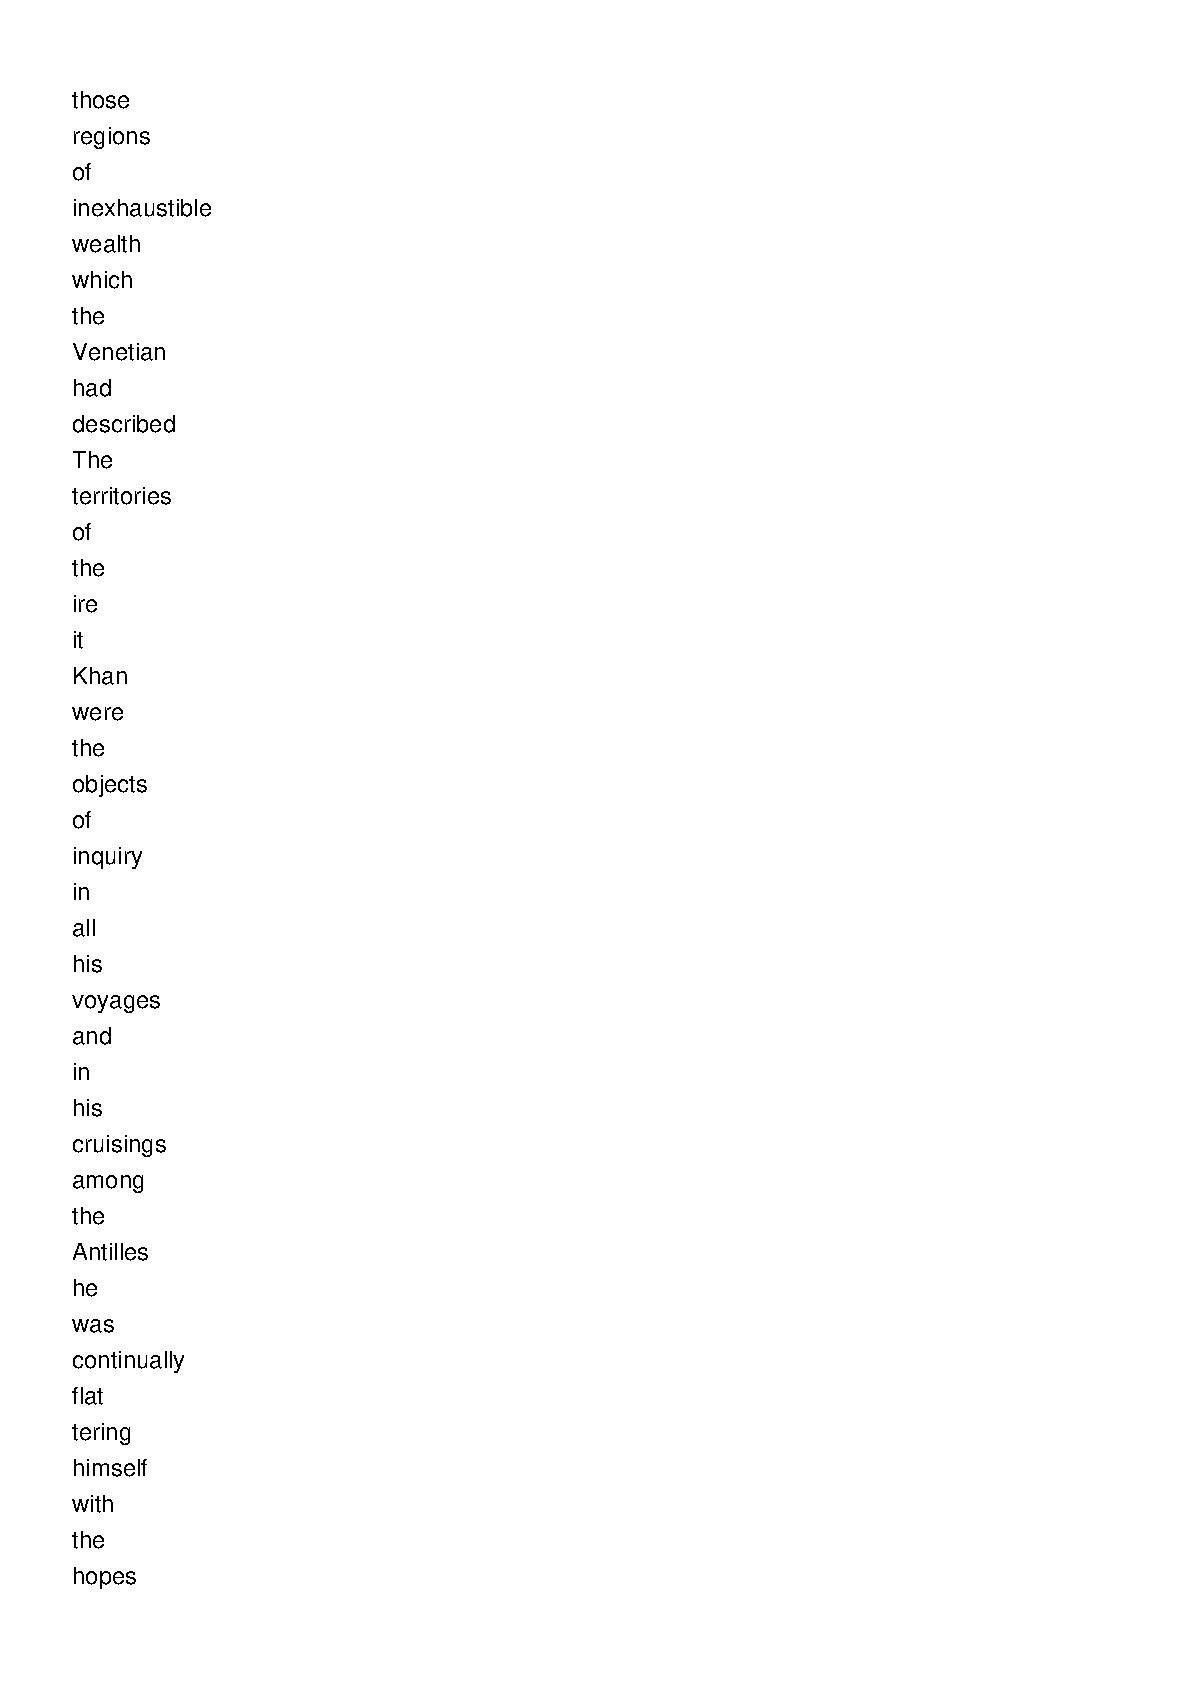 those
regions
of
inexhaustible
wealth
which
the
Venetian
had
described
The
territories
of
the
ire
it
Khan
were
the
objects
of
inquiry
in
all
his
voyages
and
in
his
cruisings
among
the
Antilles
he
was
continually
flat
tering
himself
with
the
hopes